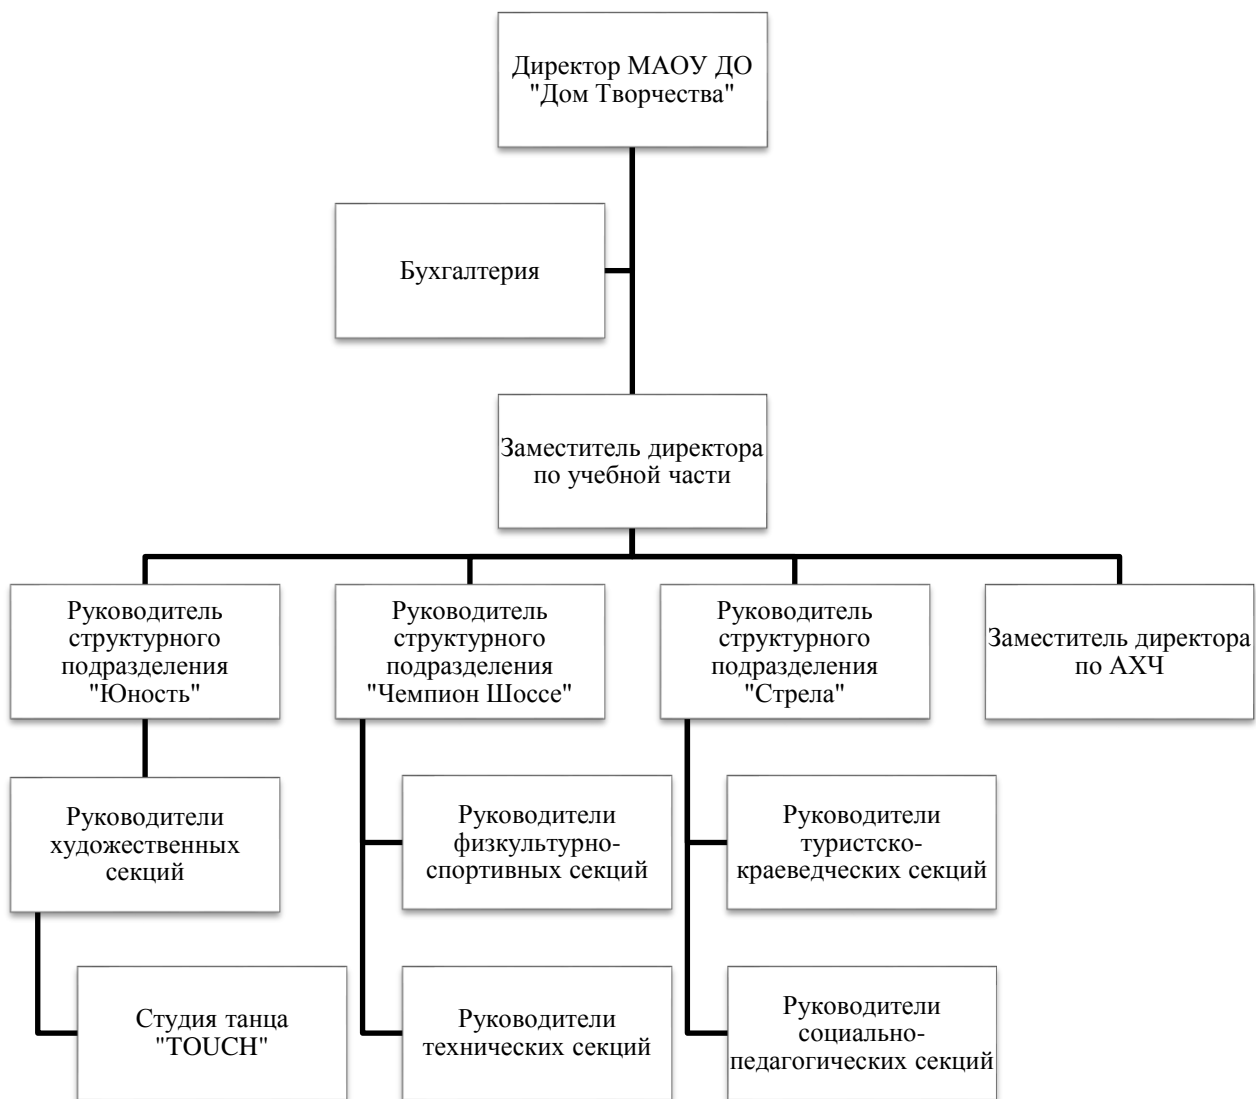 Директор МАОУ ДО
"Дом Творчества"
Бухгалтерия
Заместитель директора
по учебной части
Руководитель
структурного
подразделения
"Юность"
Руководитель
структурного
подразделения
"Чемпион Шоссе"
Руководитель
структурного
подразделения
"Стрела"
Заместитель директора
по АХЧ
Руководители
художественных
секций
Руководители
физкультурно-
спортивных секций
Руководители
туристско-
краеведческих секций
Студия танца
"TOUCH"
Руководители
технических секций
Руководители
социально-
педагогических секций